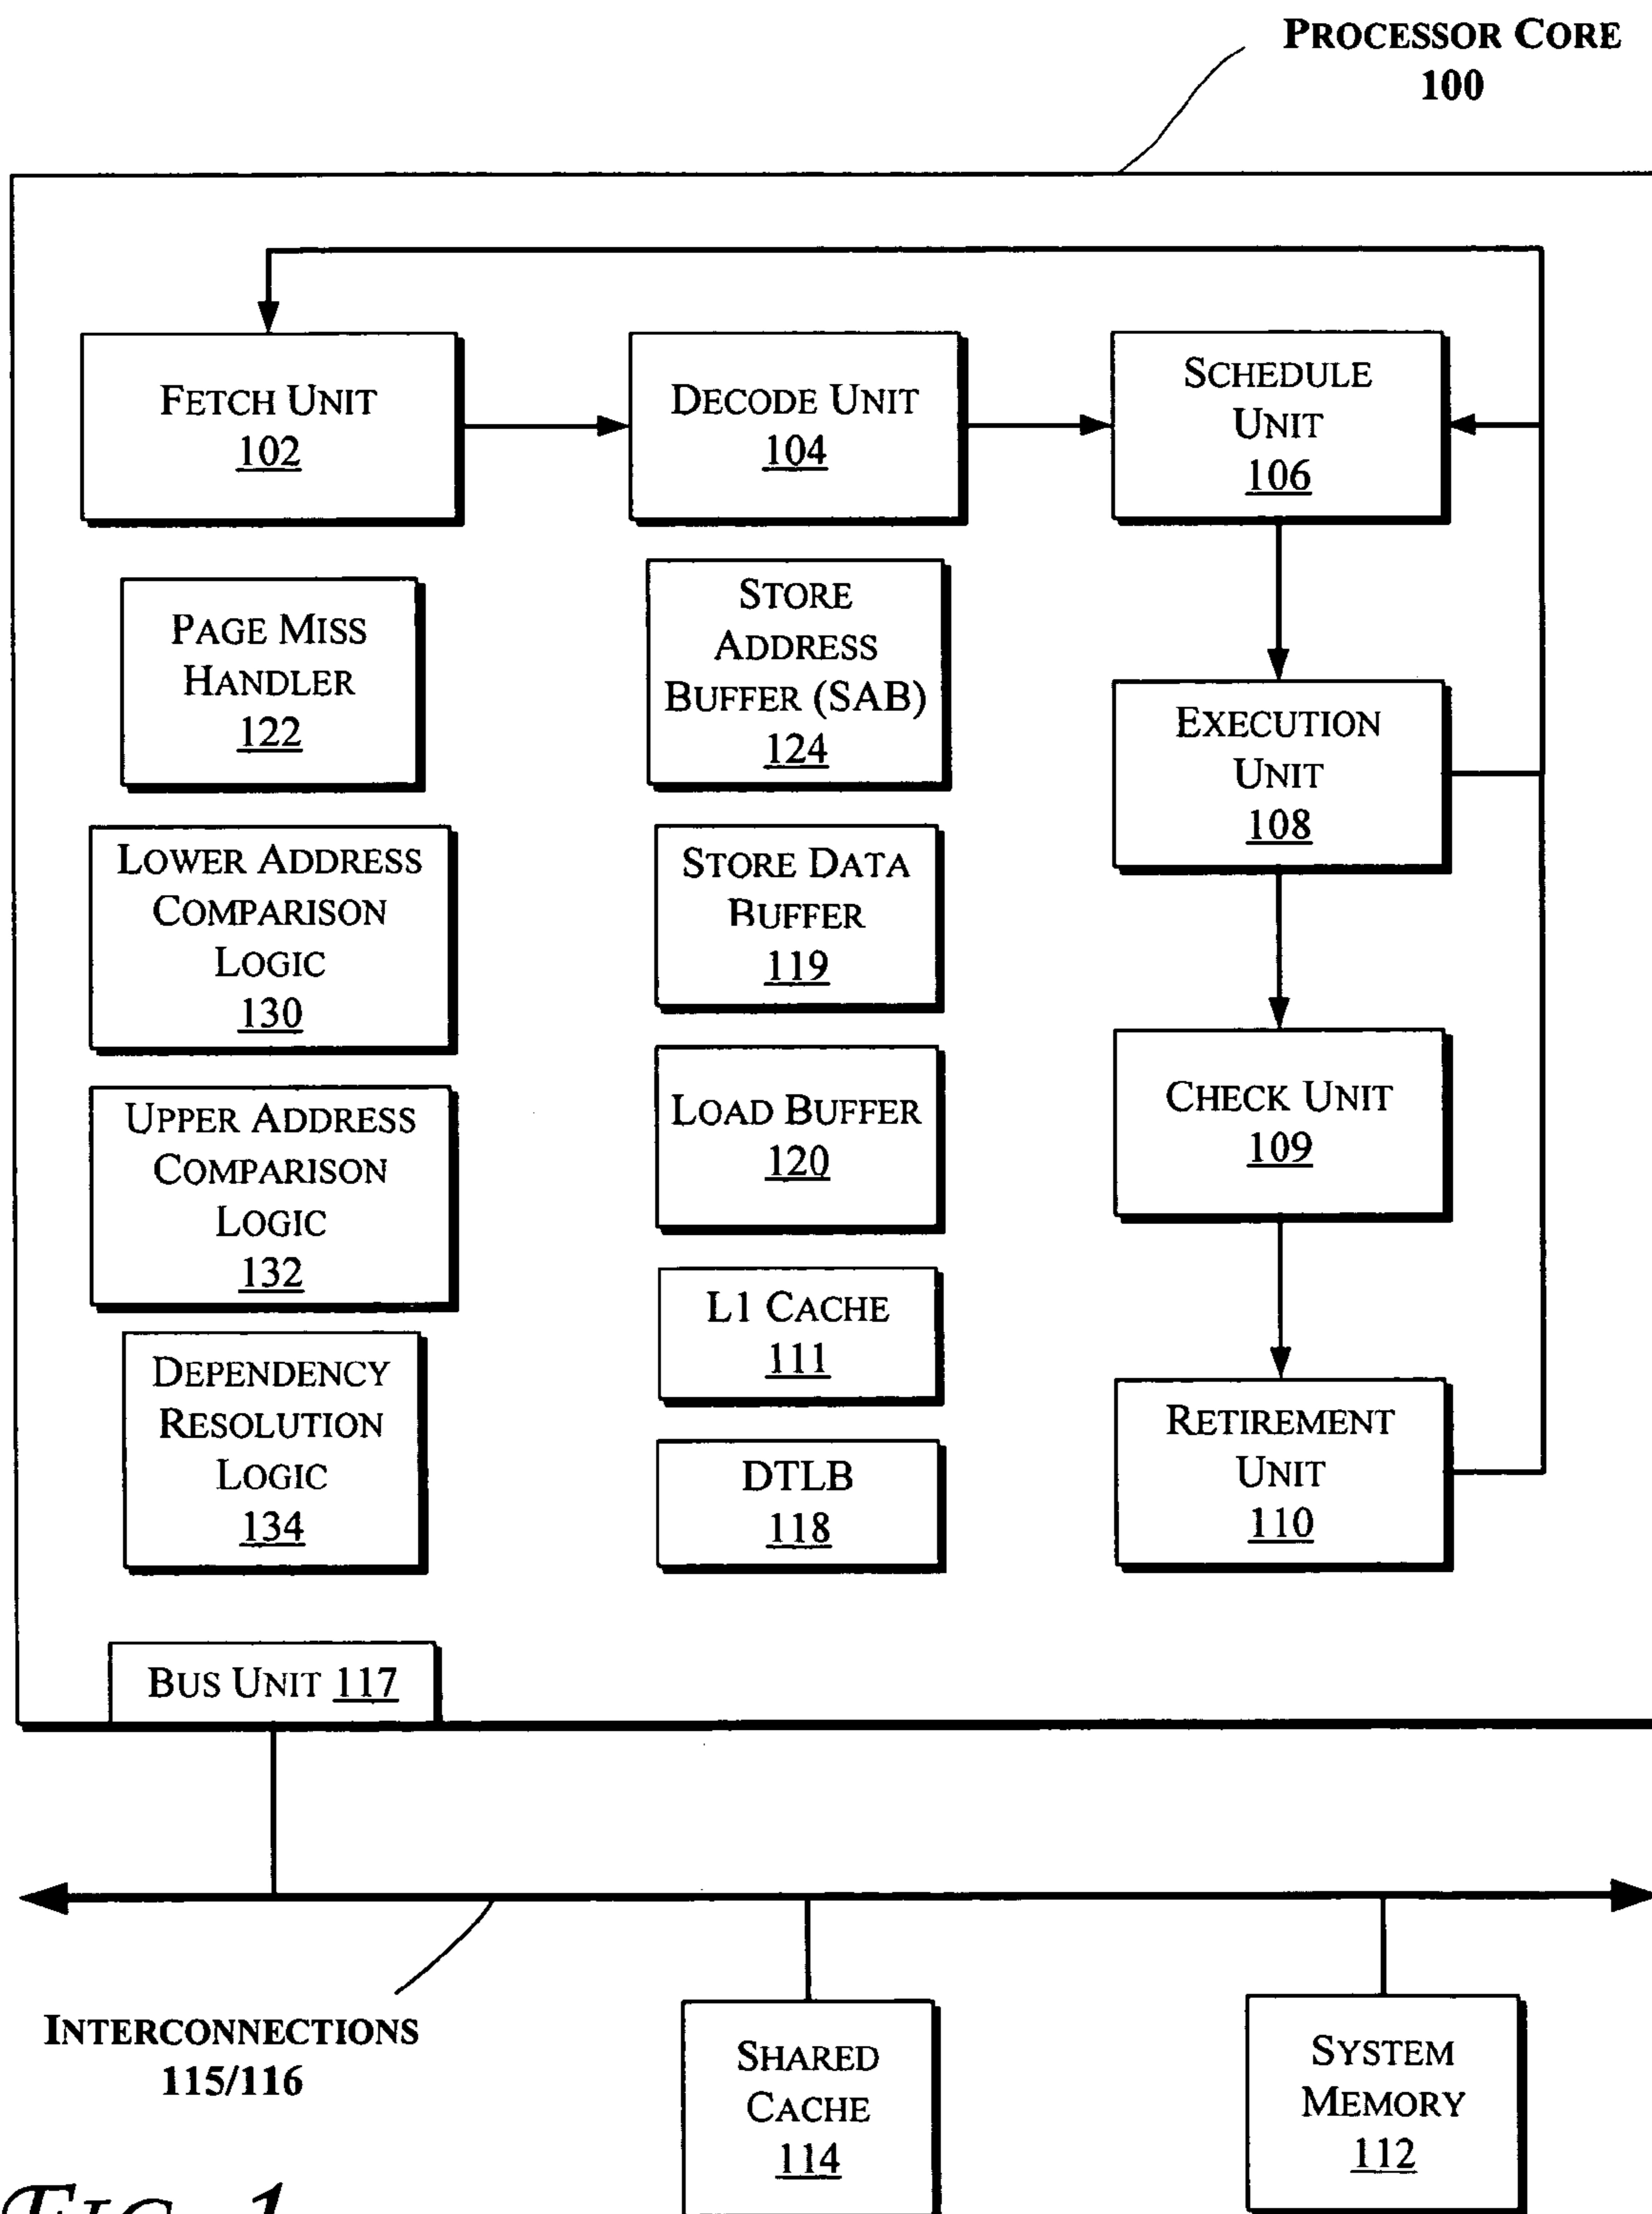 PROCESSOR CORE
100
FETCH UNIT
102
DECODE UNIT
104
SCHEDULE
UNIT
106
PAGE MISS
HANDLER
122
STORE
ADDRESS
BUFFER (SAB)
124
EXECUTION
UNIT
108
LOWER ADDRESS
COMPARISON
LOGIC
130
STORE DATA
BUFFER
119
UPPER ADDRESS
COMPARISON
LOGIC
132
LOAD BUFFER
120
CHECK UNIT
109
L1 CACHE
111
DEPENDENCY
RESOLUTION
LOGIC
134
DTLB
118
RETIREMENT
UNIT
110
BUS UNIT 117
INTERCONNECTIONS
115/116
SHARED
CACHE
114
SYSTEM
MEMORY
112
FIG. 1